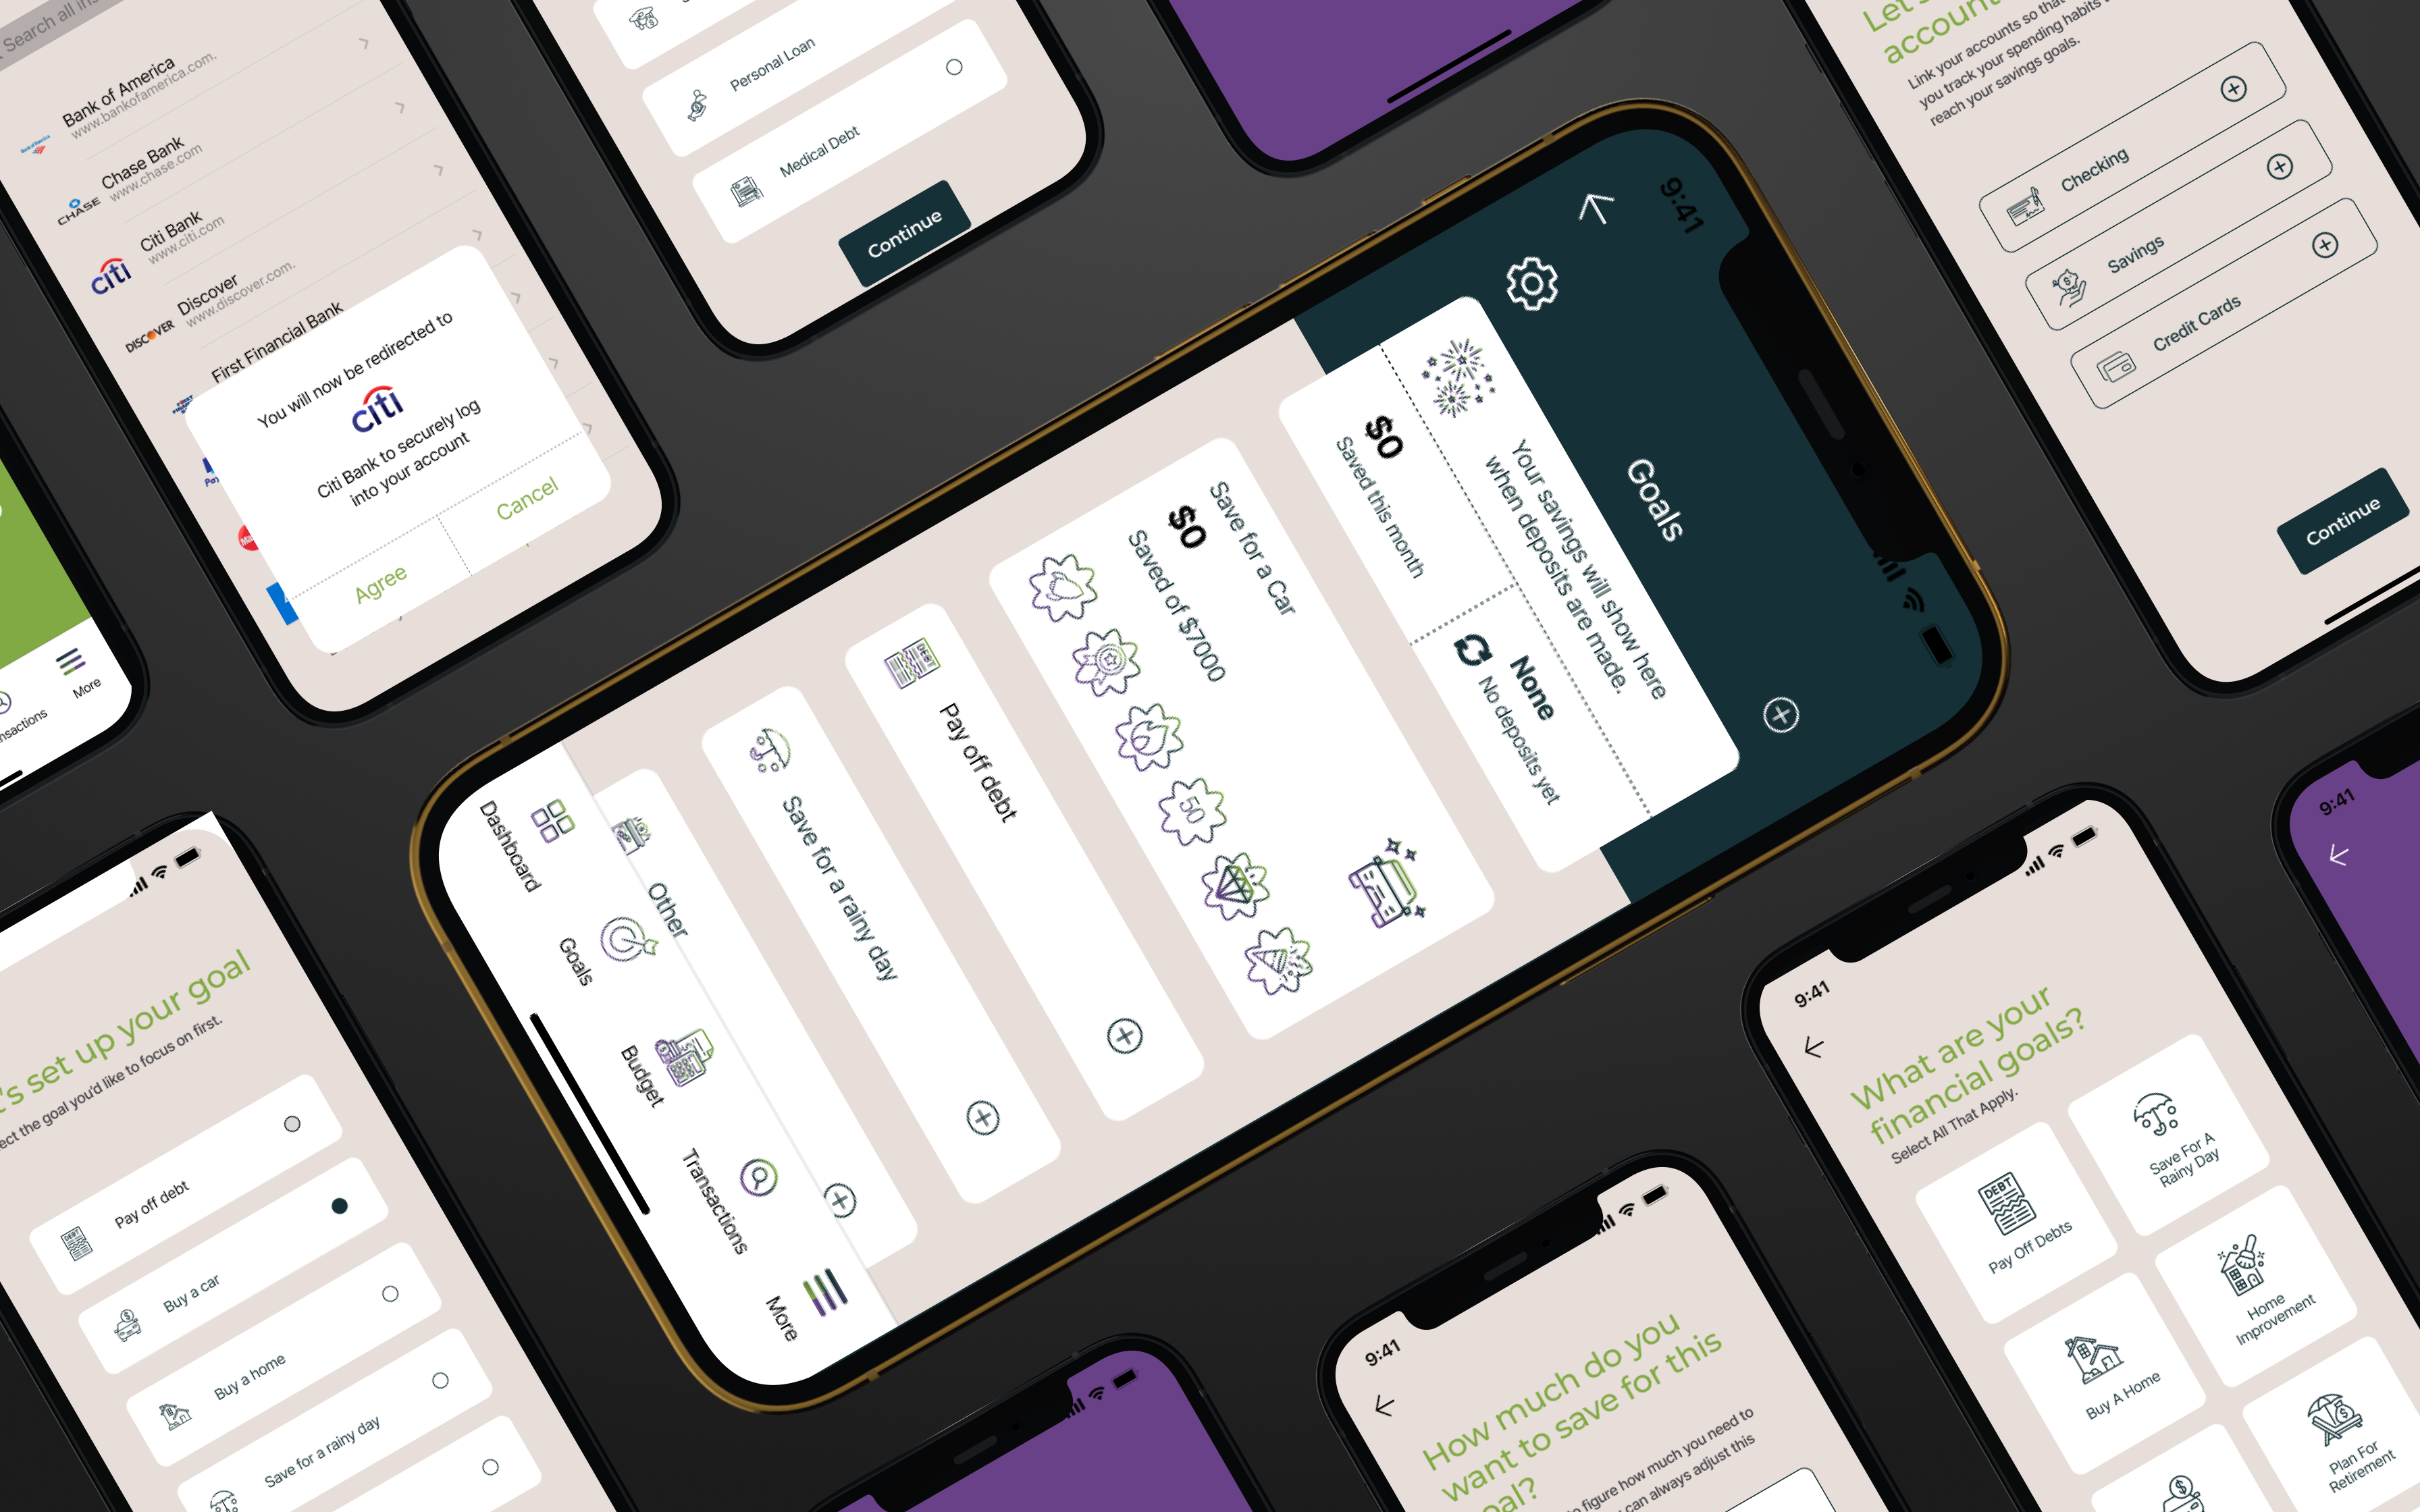 Search all
Bank of America
www.bankofamerica.com.
CHASE
Chase Bank
www.chase.com
citi
Citi Bank
www.citi.com
DISCOVER
Discover
www.discover.com.
First Financial Bank
You will now be redirected to
citi
Citi Bank to securely log
into your account
Agree
Cancel
Personal Loan
Medical Debt
Continue
account
Link your accounts so that
you track your spending habits
reach your savings goals.
Checking
Savings
Credit Cards
Continue
More
9:41
Goals
Your savings will show here
when deposits are made.
$0
Saved this month
None
No deposits yet
Save for a Car
$0
Saved of $7000
50
DEBT
Pay off debt
Save for a rainy day
Other
Dashboard
Goals
Budget
Transactions
More
set up your goal
the goal you'd like to focus on first.
DEBT
Pay off debt
Buy a car
Buy a home
Save for a rainy day
9:41
How much do you
want to save for this
figure how much you need to
can always adjust this
9:41
What are your
financial goals?
Select All That Apply.
DEBT
Pay Off Debts
Save For A
Rainy Day
Buy A Home
Home
Improvement
Plan For
Retirement
9:41